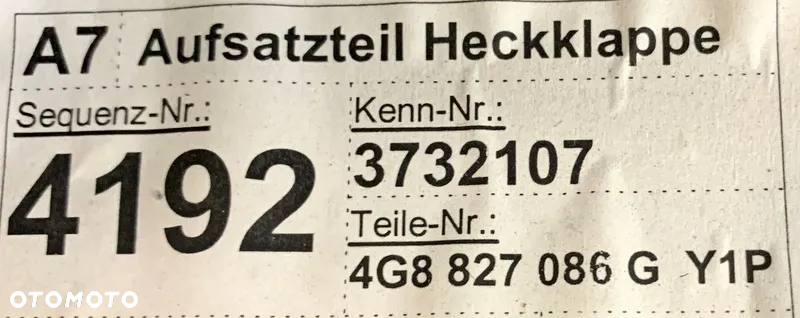 A7 Aufsatzteil Heckklappe
Sequenz-Nr.:
4192
Kenn-Nr.:
3732107
Teile-Nr.:
4G8 827 086 G Y1P
OTOMOTO